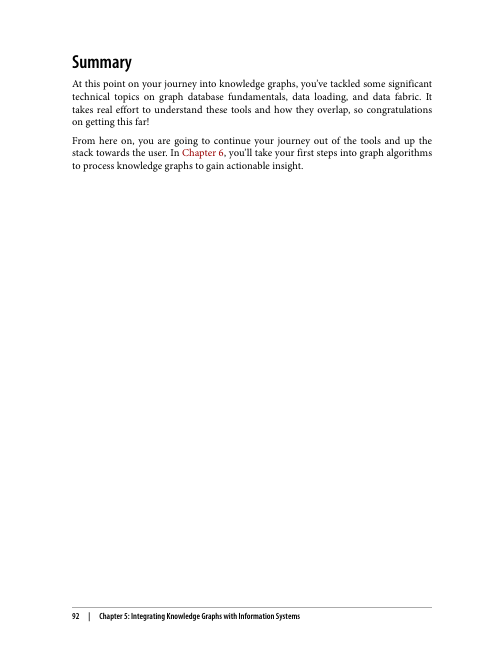 Summary
At this point on your journey into knowledge graphs, you've tackled some significant
technical topics on graph database fundamentals, data loading, and data fabric. It
takes real effort to understand these tools and how they overlap, so congratulations
on getting this far!
From here on, you are going to continue your journey out of the tools and up the
stack towards the user. In Chapter 6, you'll take your first steps into graph algorithms
to process knowledge graphs to gain actionable insight.
92 | Chapter 5: Integrating Knowledge Graphs with Information Systems